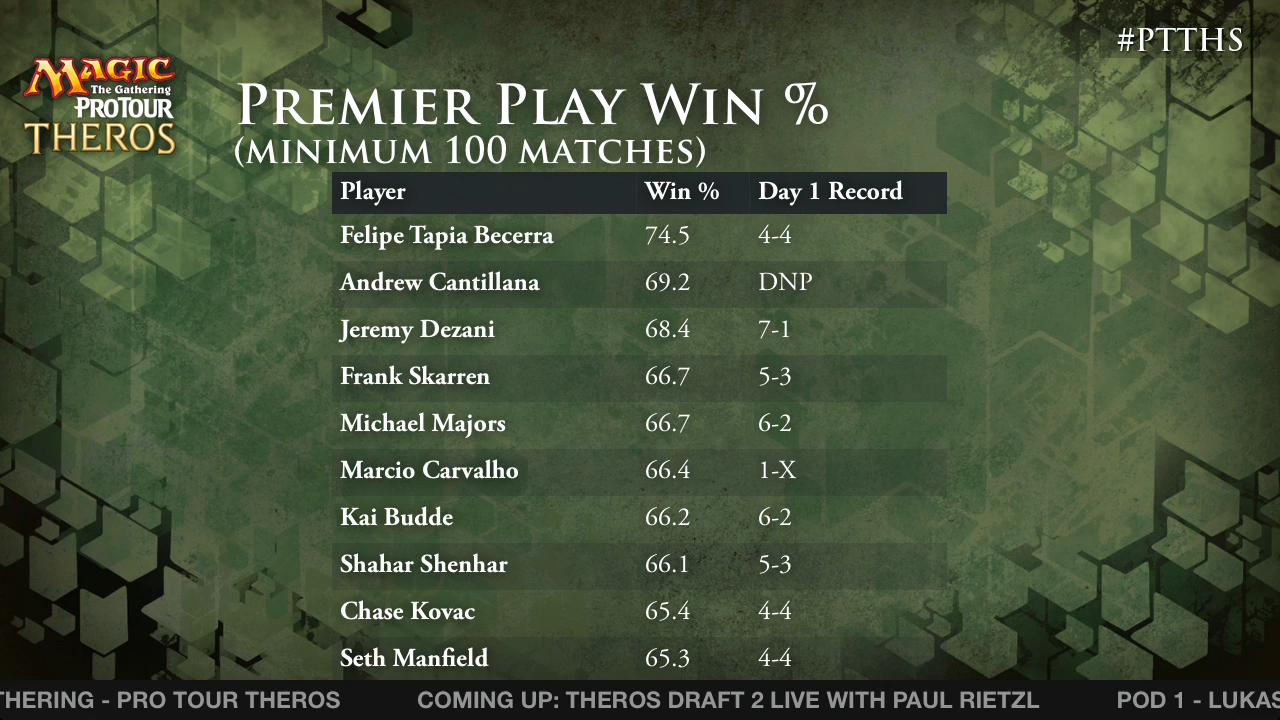 #PTTHS
MAGIC
The Gathering
PRO TOUR
THEROS
PREMIER PLAY WIN %
(MINIMUM 100 MATCHES)
Player Win % Day 1 Record
Felipe Tapia Becerra 74.5 4-4
Andrew Cantillana 69.2 DNP
Jeremy Dezani 68.4 7-1
Frank Skarren 66.7 5-3
Michael Majors 66.7 6-2
Marcio Carvalho 66.4 1-X
Kai Budde 66.2 6-2
Shahar Shenhar 66.1 5-3
Chase Kovac 65.4 4-4
Seth Manfield 65.3 4-4
THERING - PRO TOUR THEROS COMING UP: THEROS DRAFT 2 LIVE WITH PAUL RIETZL POD 1 - LUKAS